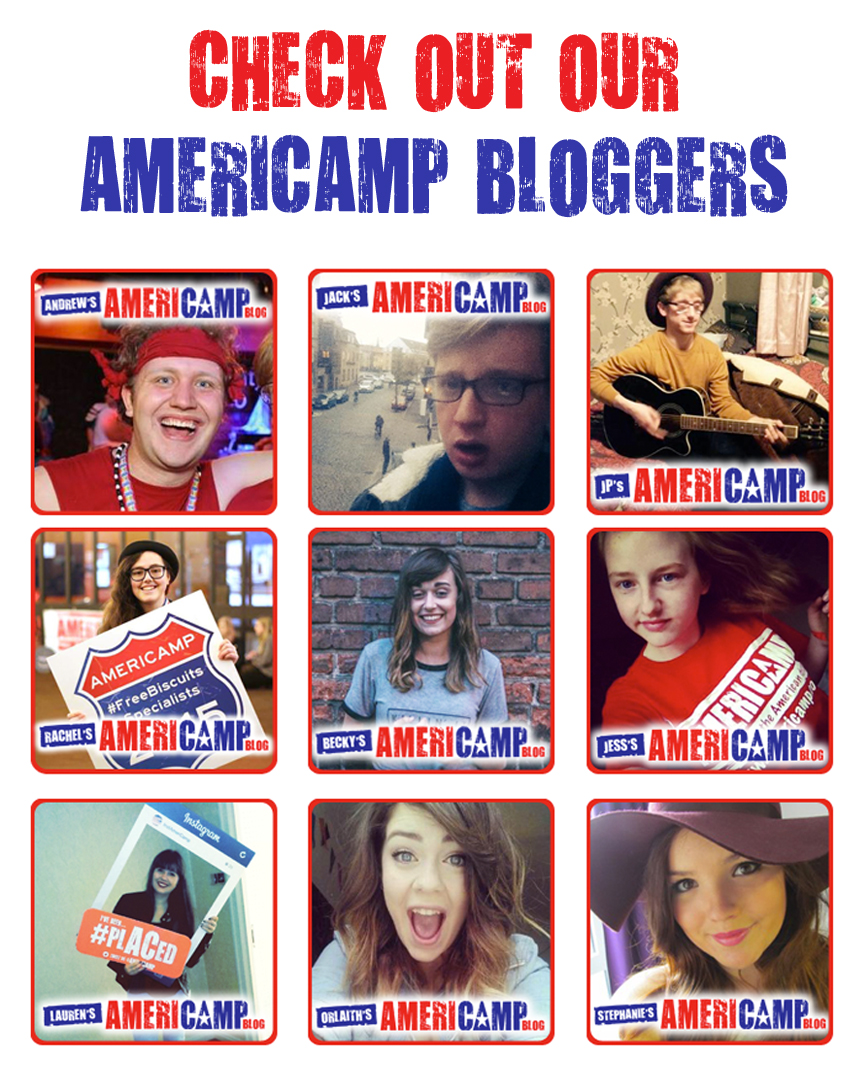 CHECK OUT OUR
AMERICAMP BLOGGERS
ANDREW'S AMERICAMP BLOG
JACK'S AMERICAMP BLOG
JP'S AMERICAMP BLOG
AMERICAMP
#FreeBiscuits
Specialists
RACHEL'S AMERICAMP BLOG
BECKY'S AMERICAMP BLOG
AMERICAMP
the American
JESS'S AMERICAMP BLOG
Instagram
#PLACED
LAUREN'S AMERICAMP BLOG
ORLAITH'S AMERICAMP BLOG
STEPHANIE'S AMERICAMP BLOG